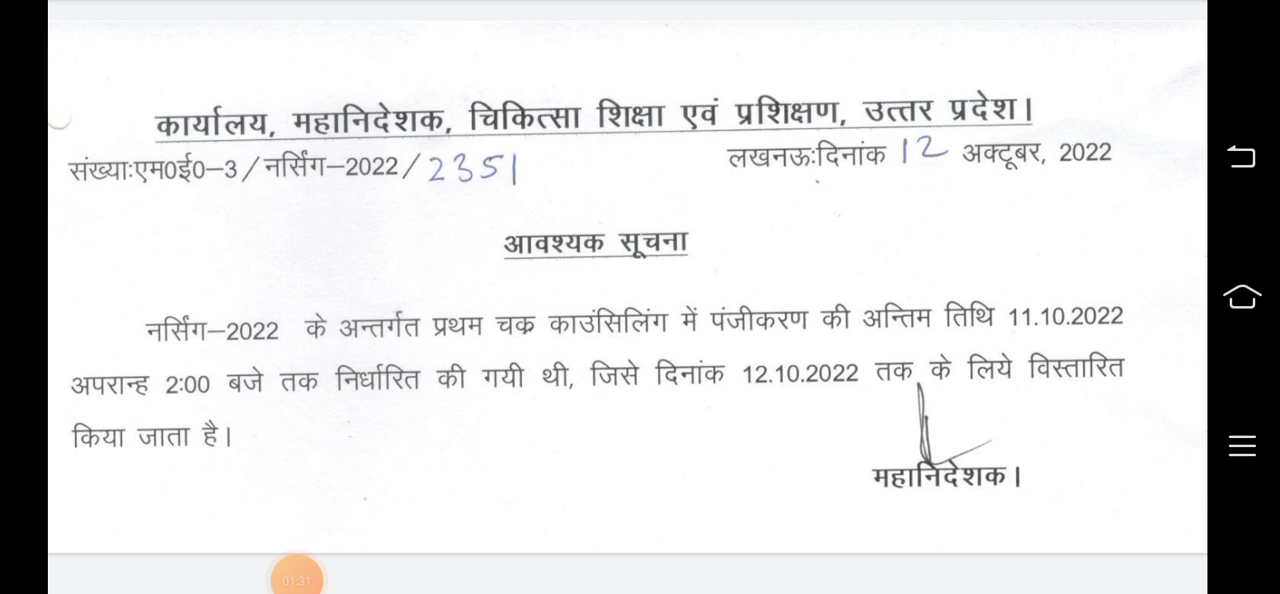 कार्यालय, महानिदेशक, चिकित्सा शिक्षा एवं प्रशिक्षण, उत्तर प्रदेश।
संख्याःएम0ई0–3/नर्सिंग–2022/2351 लखनऊःदिनांक 12 अक्टूबर, 2022
आवश्यक सूचना
नर्सिंग–2022 के अन्तर्गत प्रथम चक्र काउंसिलिंग में पंजीकरण की अन्तिम तिथि 11.10.2022
अपरान्ह 2:00 बजे तक निर्धारित की गयी थी, जिसे दिनांक 12.10.2022 तक के लिये विस्तारित
किया जाता है।
महानिदेशक।
01:31